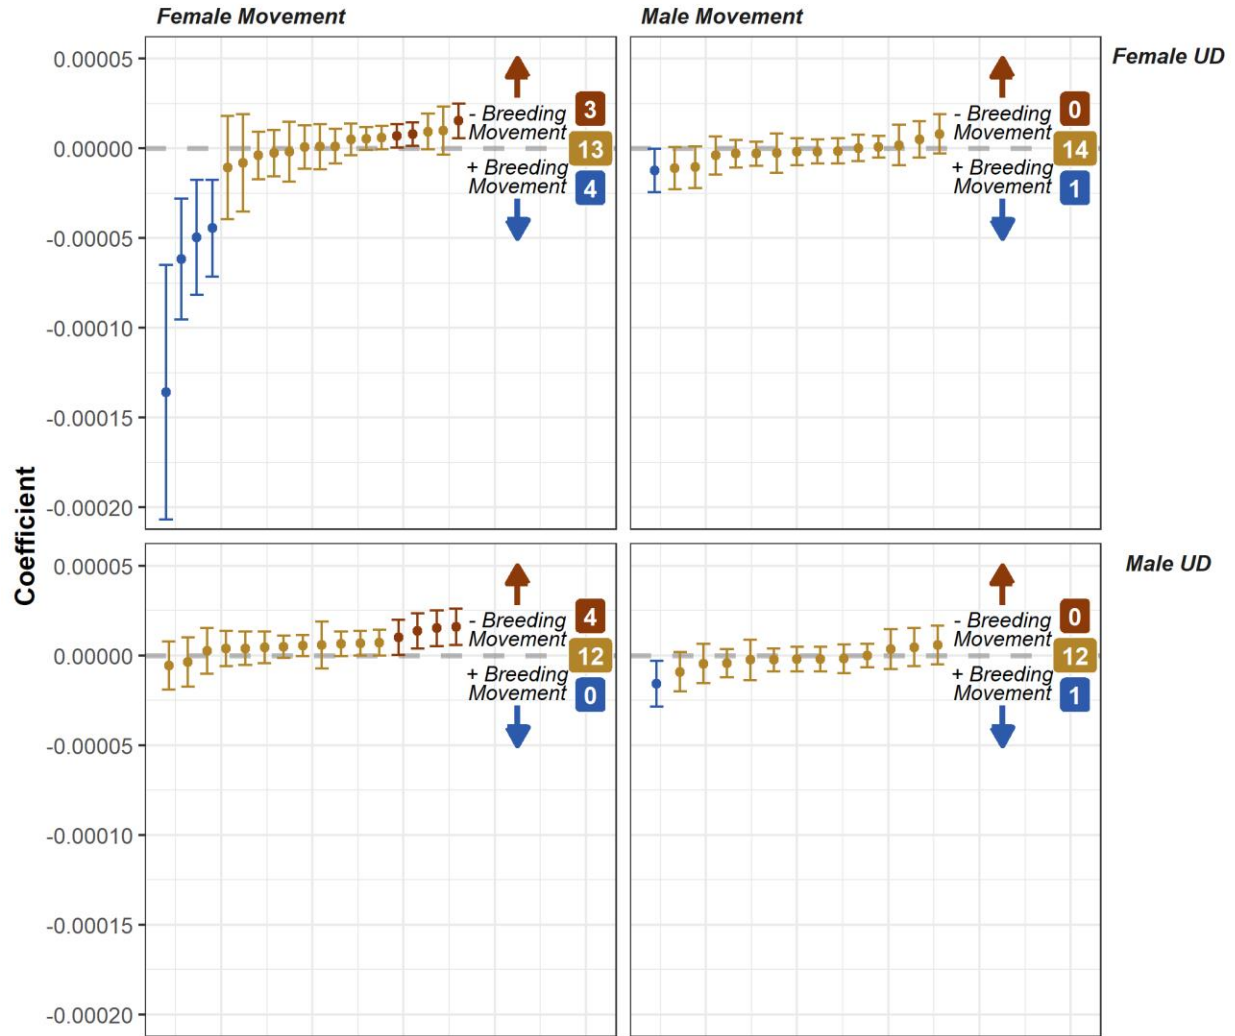 Female Movement
Male Movement
Female UD
Male UD
Coefficient
0.00005
0.00000
-0.00005
-0.00010
-0.00015
-0.00020
- Breeding
Movement
+ Breeding
Movement
3
13
4
- Breeding
Movement
+ Breeding
Movement
0
14
1
0.00005
0.00000
-0.00005
-0.00010
-0.00015
-0.00020
- Breeding
Movement
+ Breeding
Movement
4
12
0
- Breeding
Movement
+ Breeding
Movement
0
12
1